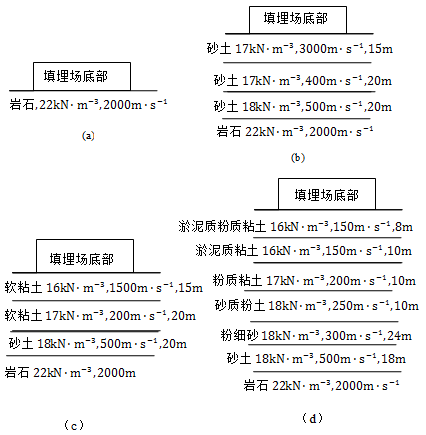 填埋场底部
岩石,22kN·m⁻³,2000m·s⁻¹
(a)
填埋场底部
砂土 17kN·m⁻³,3000m·s⁻¹,15m
砂土 17kN·m⁻³,400m·s⁻¹,20m
砂土 18kN·m⁻³,500m·s⁻¹,20m
岩石 22kN·m⁻³,2000m·s⁻¹
(b)
填埋场底部
软粘土 16kN·m⁻³,1500m·s⁻¹,15m
软粘土 17kN·m⁻³,200m·s⁻¹,20m
砂土 18kN·m⁻³,500m·s⁻¹,20m
岩石 22kN·m⁻³,2000m
(c)
填埋场底部
淤泥质粉质粘土 16kN·m⁻³,150m·s⁻¹,8m
淤泥质粘土 16kN·m⁻³,150m·s⁻¹,10m
粉质粘土 17kN·m⁻³,200m·s⁻¹,10m
砂质粉土 18kN·m⁻³,250m·s⁻¹,10m
粉细砂 18kN·m⁻³,300m·s⁻¹,24m
砂土 18kN·m⁻³,500m·s⁻¹,18m
岩石 22kN·m⁻³,2000m·s⁻¹
(d)